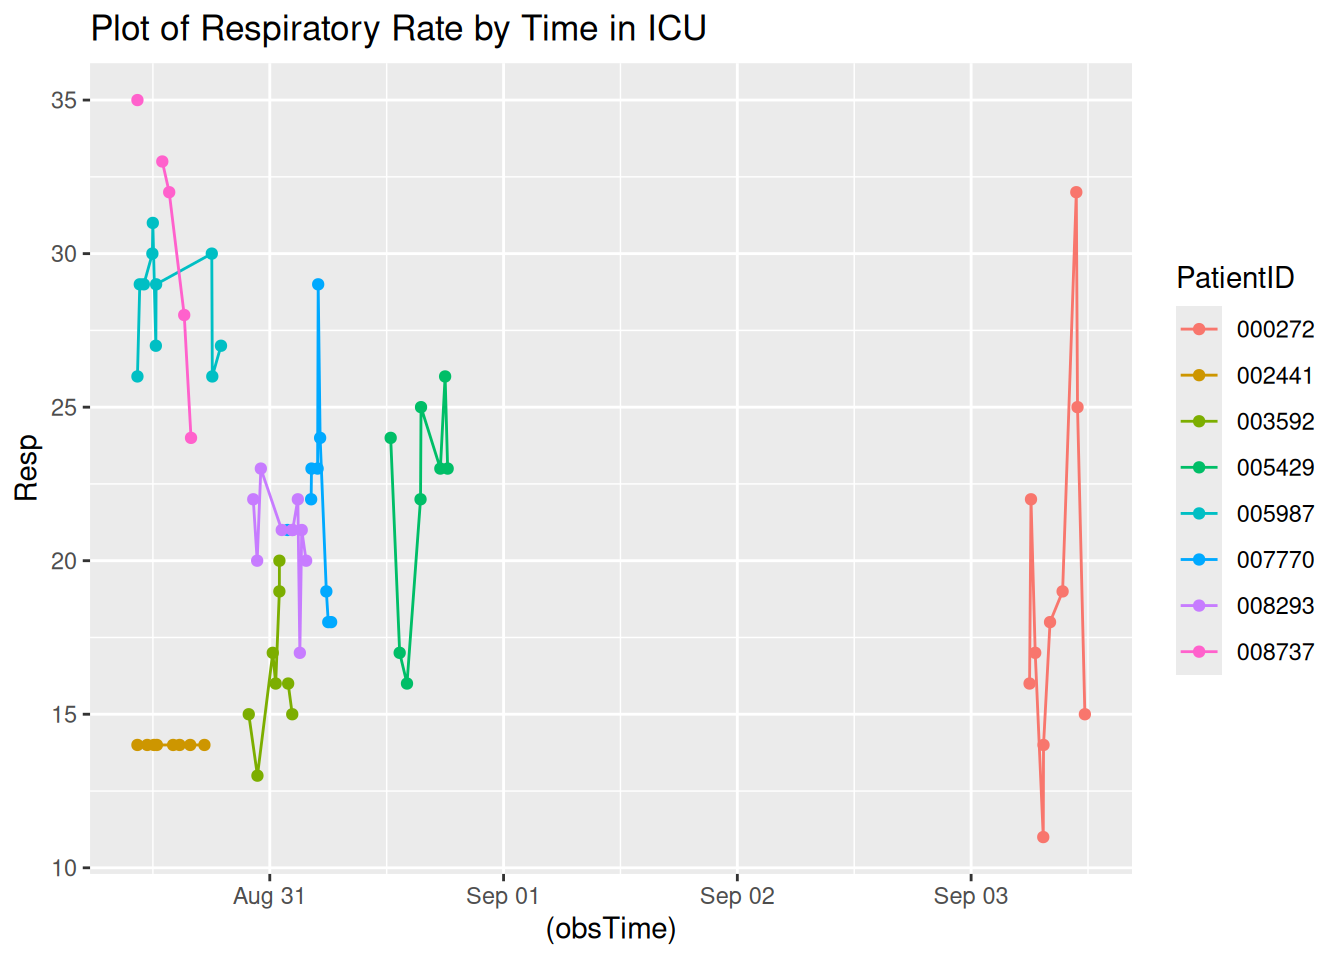 Plot of Respiratory Rate by Time in ICU
35
30
25
20
15
10
Resp
Aug 31 Sep 01 Sep 02 Sep 03
(obsTime)
PatientID
000272
002441
003592
005429
005987
007770
008293
008737